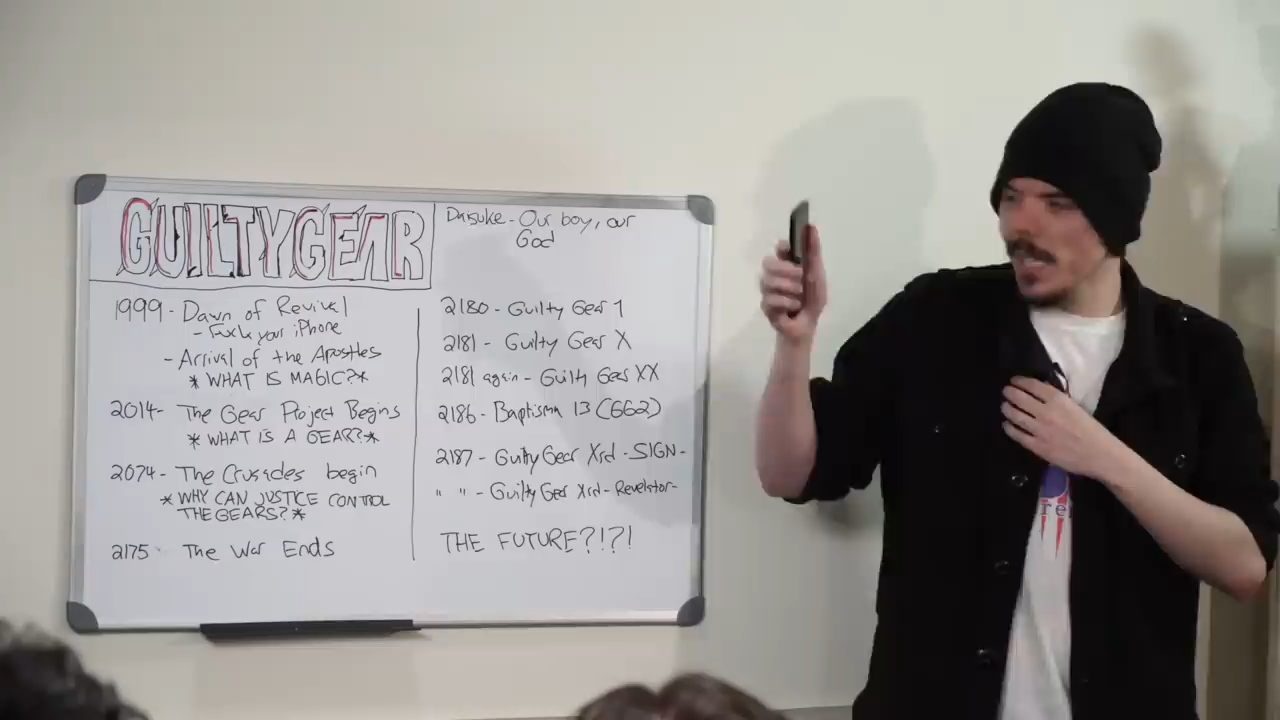 GUILTYGEAR
Daisuke - Our boy, our
God
1999 - Dawn of Revival
- Fuck your iPhone
- Arrival of the Apostles
* WHAT IS MAGIC? *
2014 - The Gear Project Begins
* WHAT IS A GEAR? *
2074 - The Crusades begin
* WHY CAN JUSTICE CONTROL
THE GEARS? *
2175 - The War Ends
2180 - Guilty Gear 1
2181 - Guilty Gear X
2181 again - Guilty Gear XX
2186 - Baptisma 13 (GG2)
2187 - Guilty Gear Xrd - SIGN -
" " - Guilty Gear Xrd - Revelator -
THE FUTURE?!?!